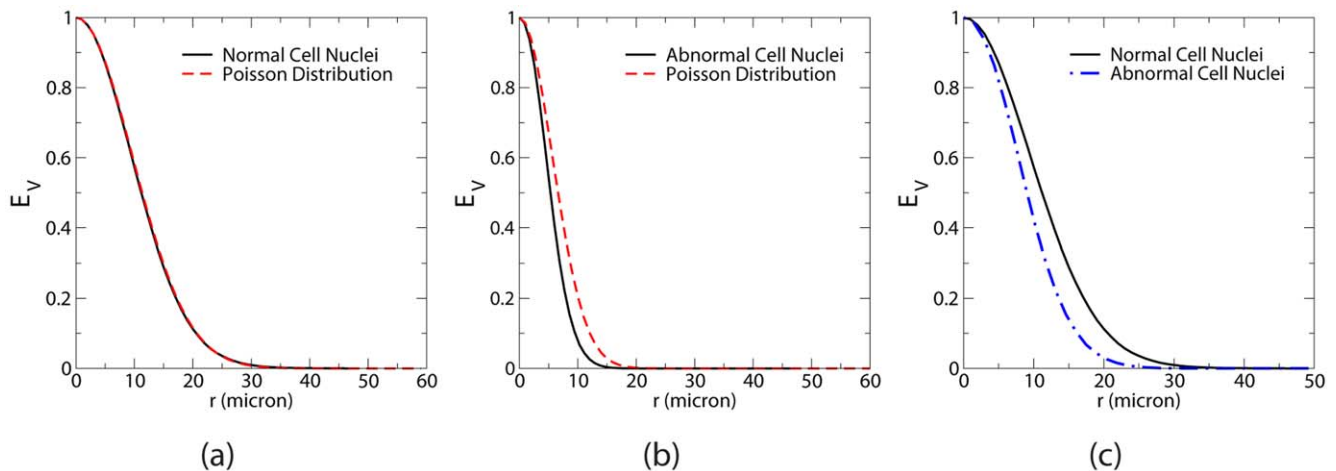 1
0.8
0.6
0.4
0.2
0
E_V
Normal Cell Nuclei
Poisson Distribution
0 10 20 30 40 50 60
r (micron)
(a)
1
0.8
0.6
0.4
0.2
0
E_V
Abnormal Cell Nuclei
Poisson Distribution
0 10 20 30 40 50 60
r (micron)
(b)
1
0.8
0.6
0.4
0.2
0
E_V
Normal Cell Nuclei
Abnormal Cell Nuclei
0 10 20 30 40 50
r (micron)
(c)